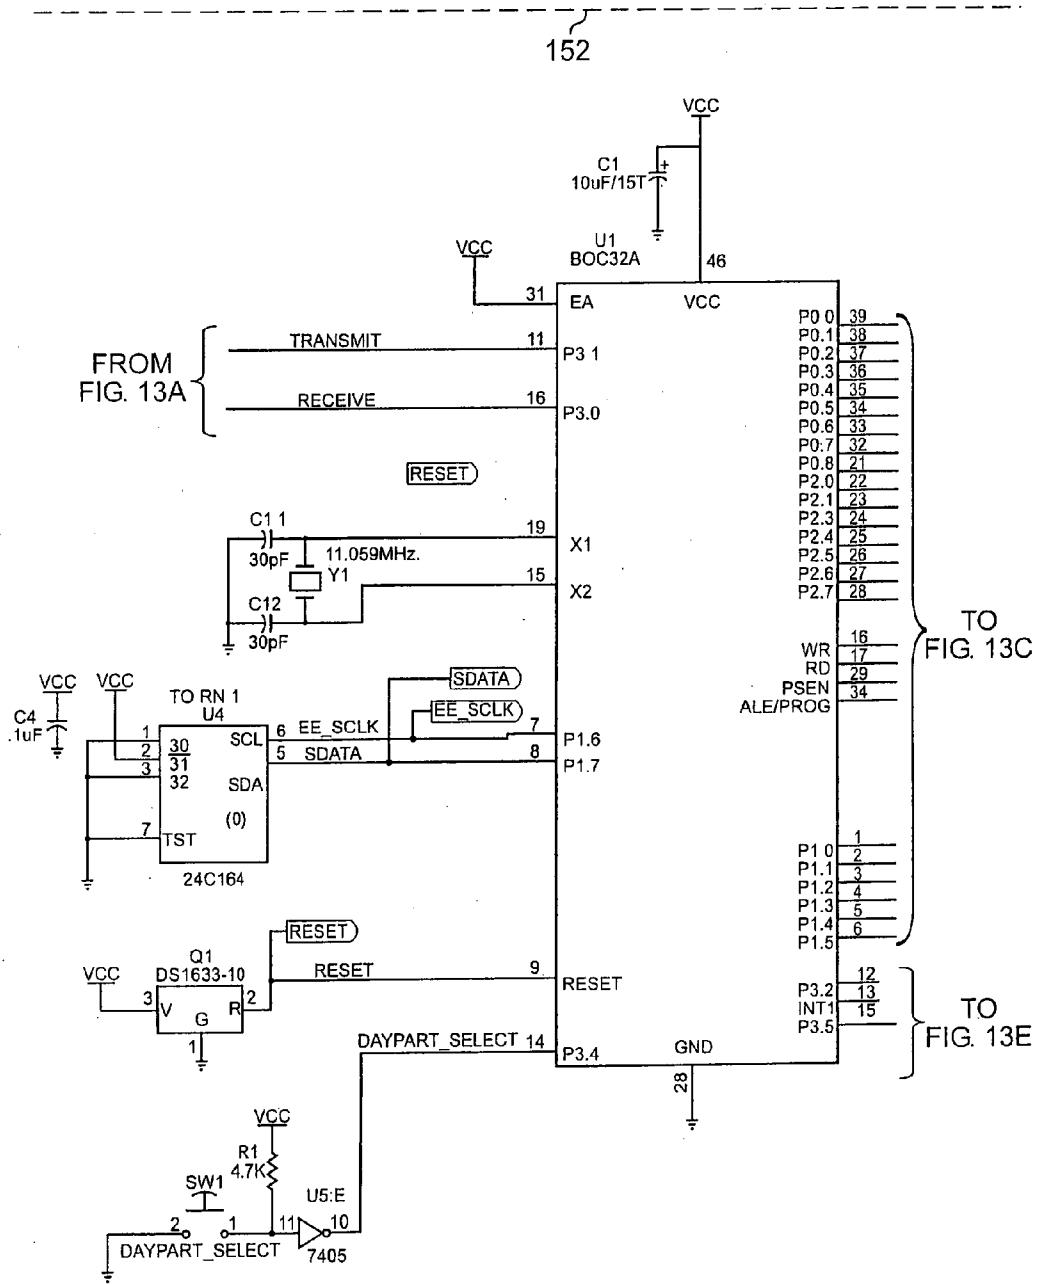 152
VCC
C1
10uF/15T
+
U1
BOC32A
46
VCC
31
EA
VCC
FROM
FIG. 13A
TRANSMIT
11
P3 1
RECEIVE
16
P3.0
RESET
C1 1
30pF
11.059MHz.
Y1
19
X1
C12
30pF
15
X2
P0 0 39
P0.1 38
P0.2 37
P0.3 36
P0.4 35
P0.5 34
P0.6 33
P0.7 32
P0.8 21
P2.0 22
P2.1 23
P2.3 24
P2.4 25
P2.5 26
P2.6 27
P2.7 28
WR 16
RD 17
PSEN 29
ALE/PROG 34
TO
FIG. 13C
VCC
C4
.1uF
VCC
TO RN 1
U4
1 30
2 31
3 32
7 TST
SCL 6 EE_SCLK
5 SDATA
SDA
(0)
24C164
SDATA
EE_SCLK
7
P1.6
8
P1.7
P1 0 1
P1.1 2
P1.2 3
P1.3 4
P1.4 5
P1.5 6
RESET
Q1
DS1633-10
VCC
3 V
R 2
G
1
RESET
9
RESET
P3.2 12
INT1 13
P3.5 15
TO
FIG. 13E
DAYPART_SELECT 14
P3.4
GND
28
VCC
R1
4.7K
SW1
2
1
DAYPART_SELECT
U5:E
11
10
7405